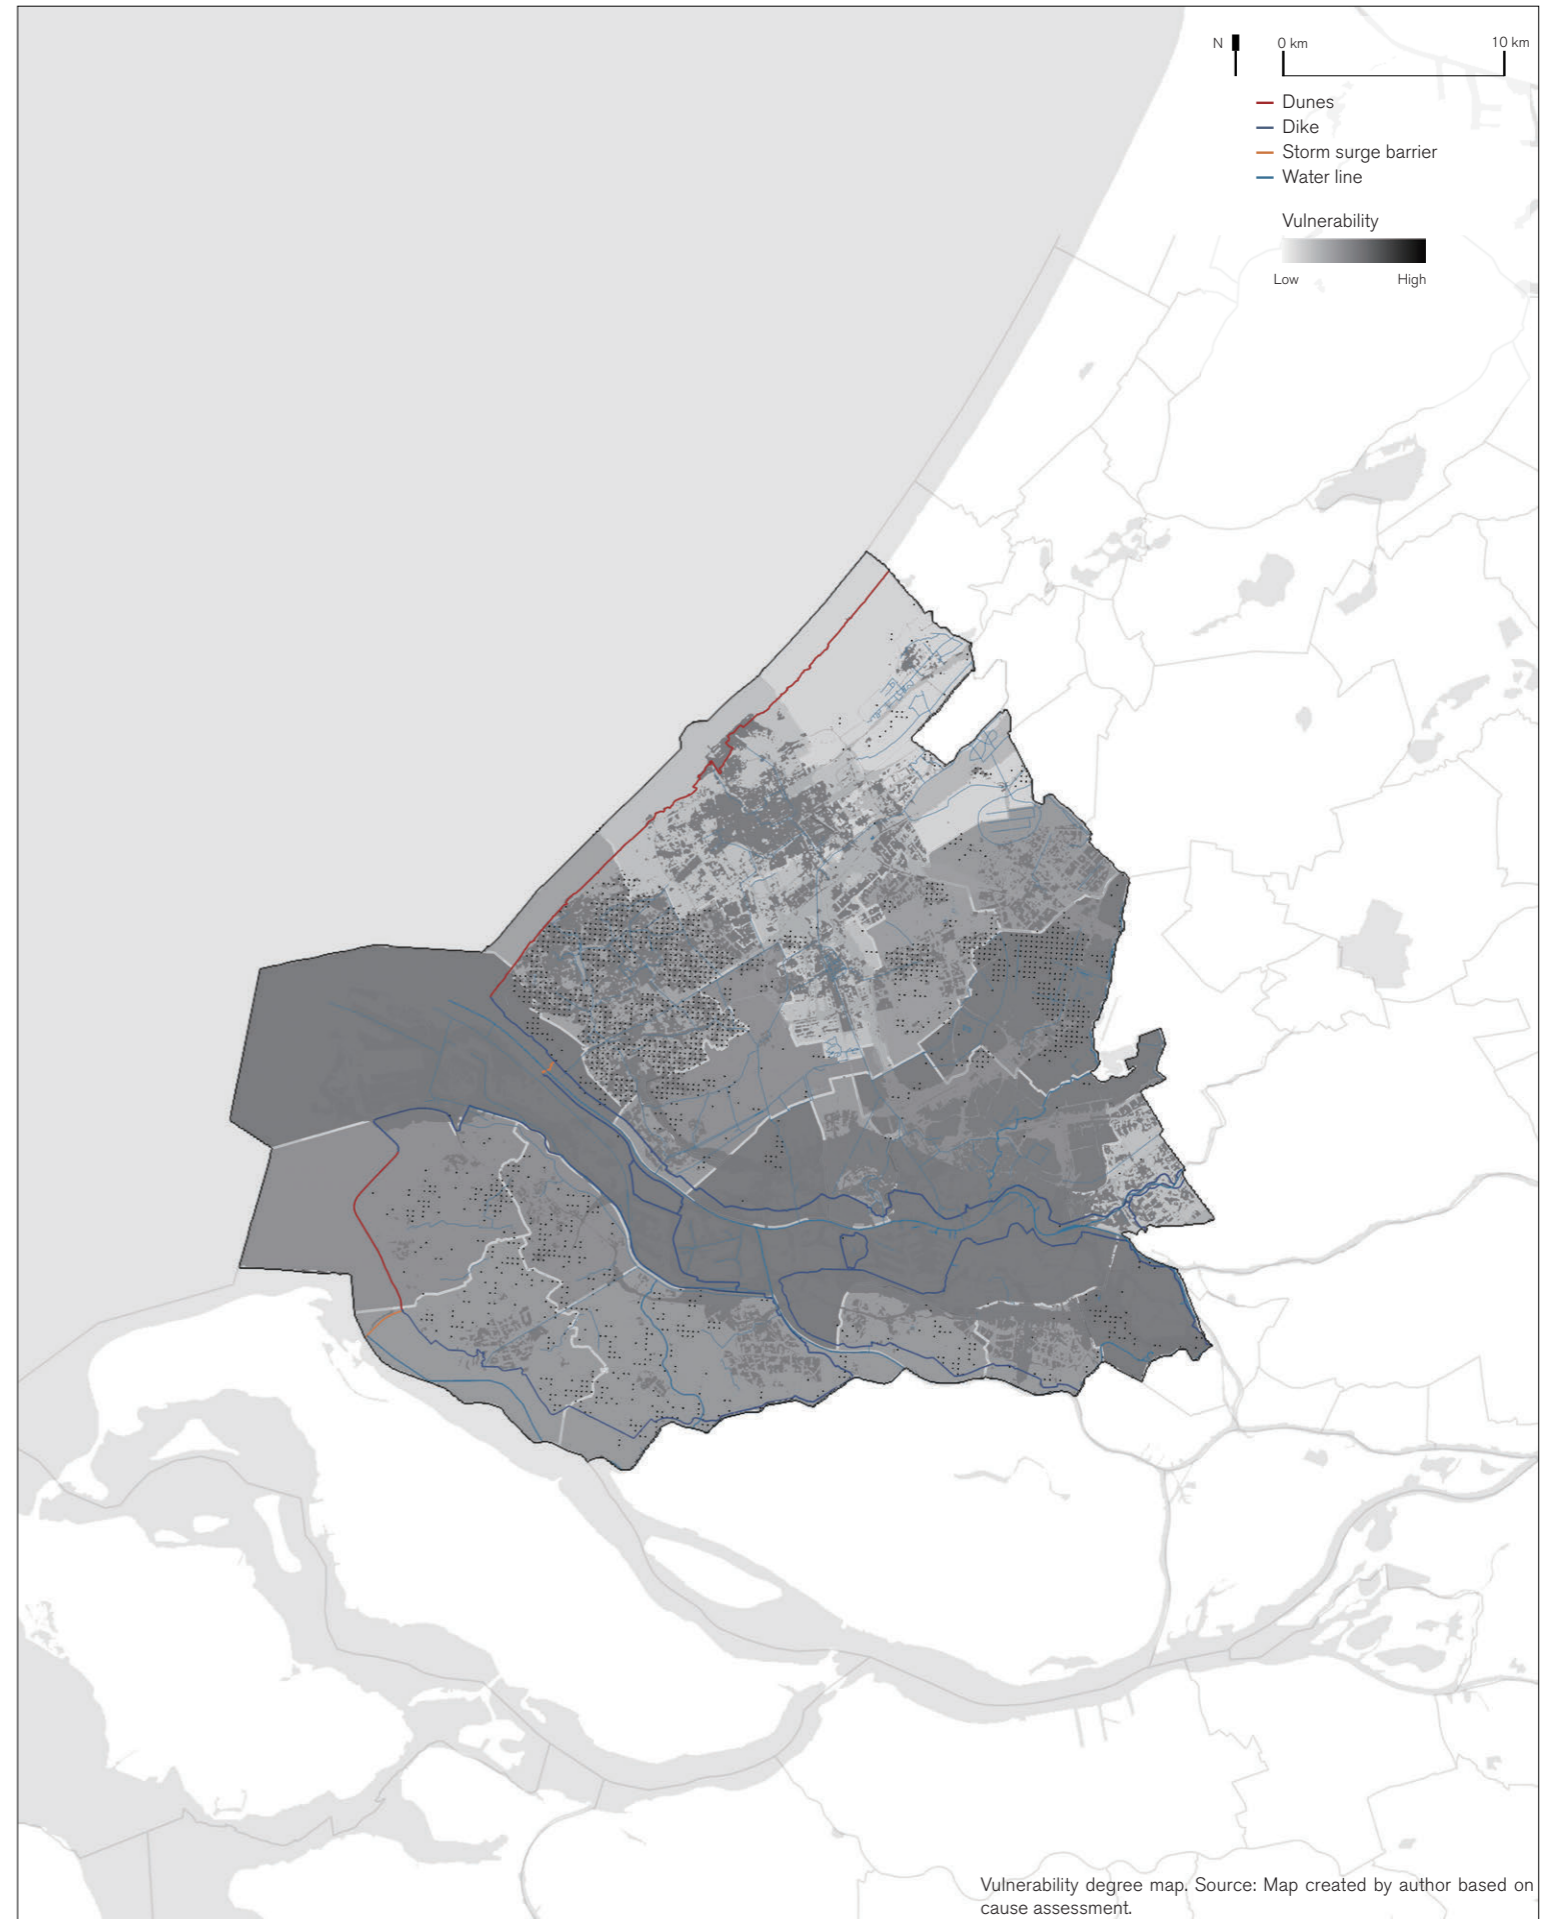 N 0 km 10 km
Dunes
Dike
Storm surge barrier
Water line
Vulnerability
Low High
Vulnerability degree map. Source: Map created by author based on
cause assessment.